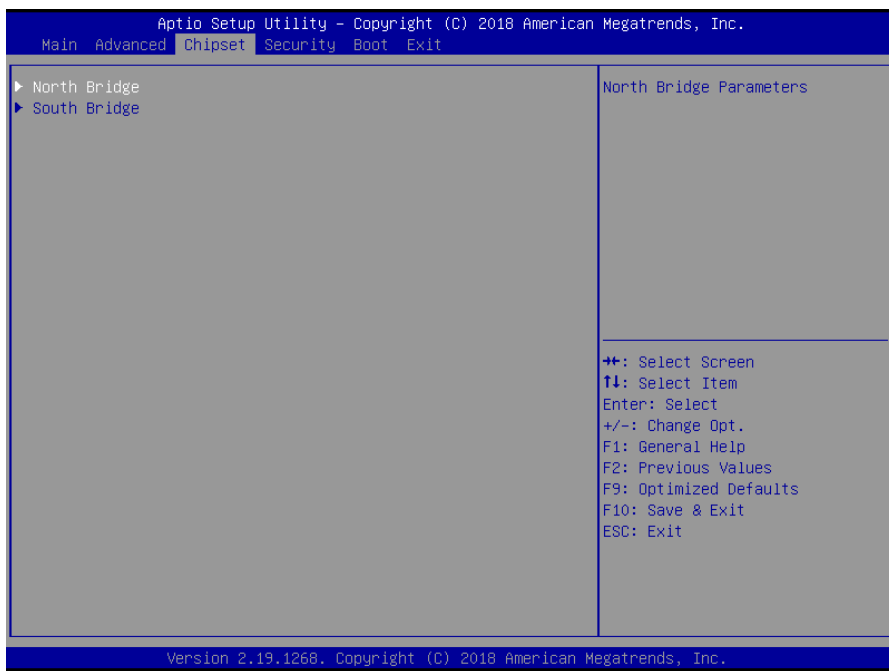 Aptio Setup Utility – Copyright (C) 2018 American Megatrends, Inc.
Main Advanced Chipset Security Boot Exit
▶ North Bridge
▶ South Bridge
North Bridge Parameters
→←: Select Screen
↑↓: Select Item
Enter: Select
+/-: Change Opt.
F1: General Help
F2: Previous Values
F9: Optimized Defaults
F10: Save & Exit
ESC: Exit
Version 2.19.1268. Copyright (C) 2018 American Megatrends, Inc.